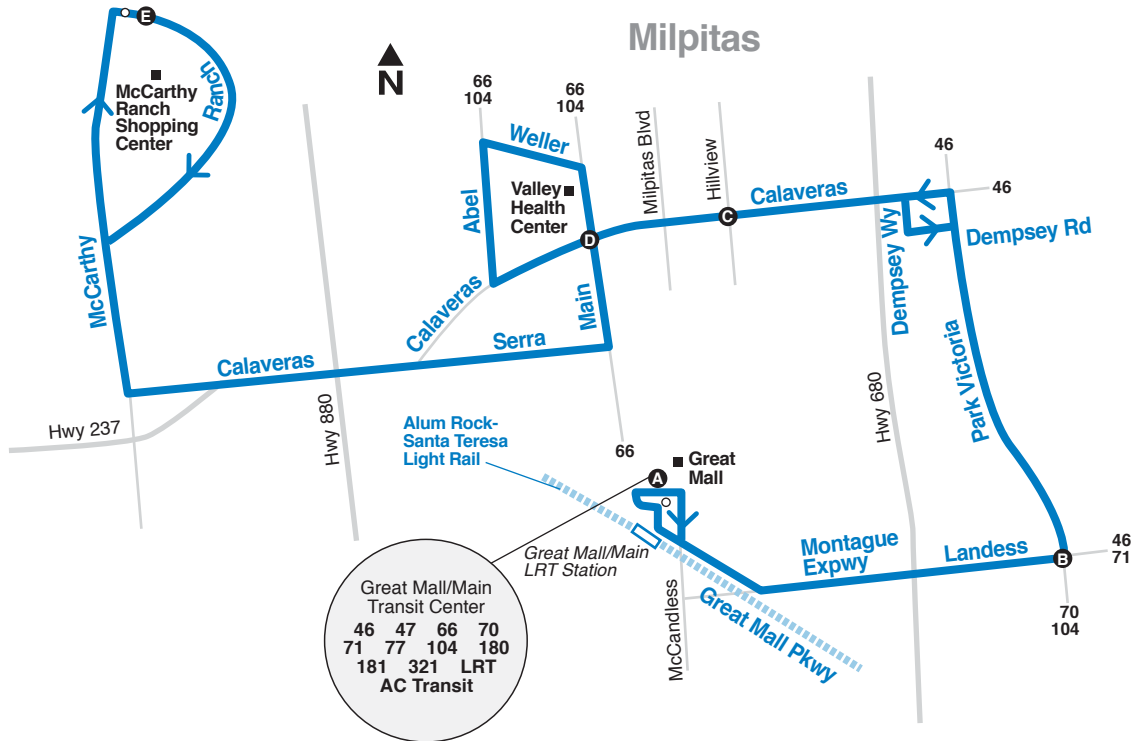 Milpitas
E
McCarthy
Ranch
Shopping
Center
Ranch
N
66
104
66
104
Weller
Abel
Valley
Health
Center
D
Milpitas Blvd
Hillview
C
Calaveras
46
46
Dempsey Wy
Dempsey Rd
McCarthy
Calaveras
Main
Serra
Calaveras
Hwy 237
Hwy 880
Hwy 680
Park Victoria
66
Alum Rock-
Santa Teresa
Light Rail
A
Great
Mall
Great Mall/Main
LRT Station
Montague
Expwy
Landess
B
46
71
70
104
McCandless
Great Mall Pkwy
Great Mall/Main
Transit Center
46 47 66 70
71 77 104 180
181 321 LRT
AC Transit